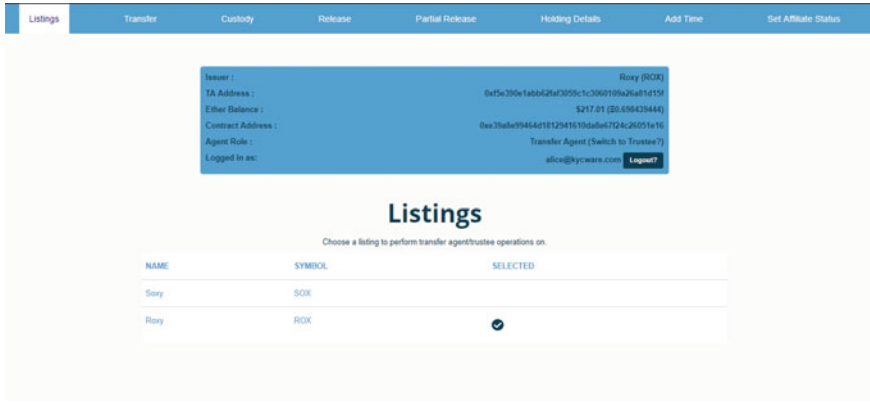 Listings Transfer Custody Release Partial Release Holding Details Add Time Set Affiliate Status
Issuer : Roxy (ROX)
TA Address :
Ether Balance : $217.01 (Ξ0.698439444)
Contract Address :
Agent Role : Transfer Agent (Switch to Trustee?)
Logged in as: alice@kycware.com Logout?
Listings
Choose a listing to perform transfer agent/trustee operations on.
NAME SYMBOL SELECTED
Soxy SOX
Roxy ROX